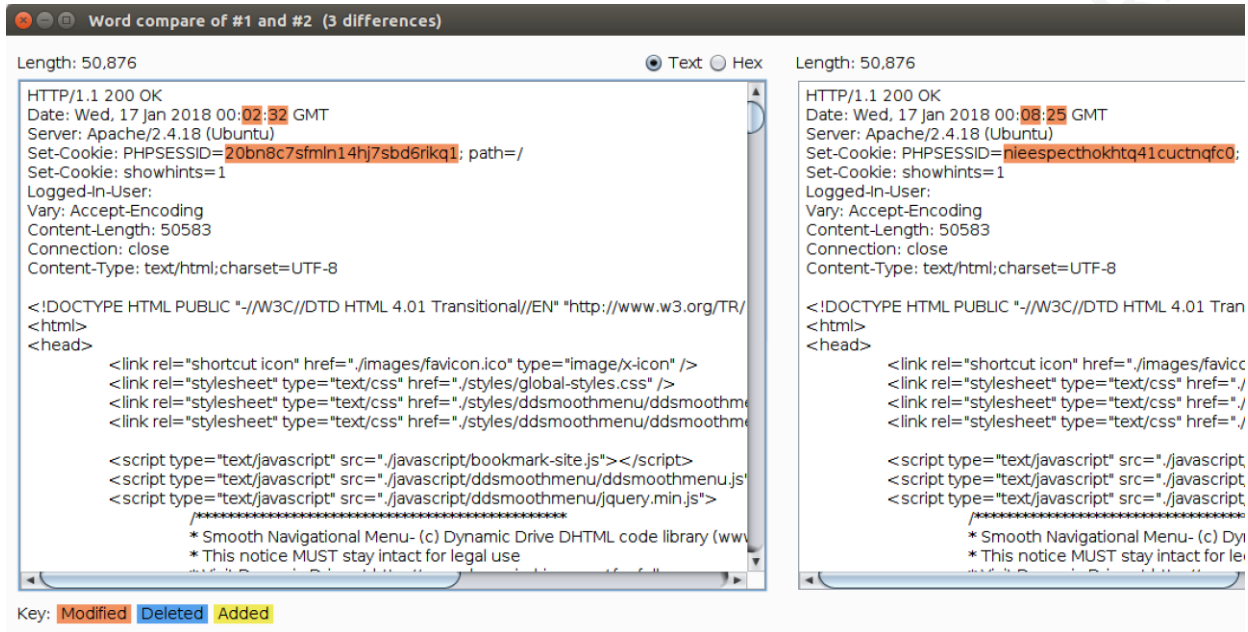 Word compare of #1 and #2 (3 differences)
Length: 50,876
Text Hex
HTTP/1.1 200 OK
Date: Wed, 17 Jan 2018 00:02:32 GMT
Server: Apache/2.4.18 (Ubuntu)
Set-Cookie: PHPSESSID=20bn8c7sfmln14hj7sbd6rikq1; path=/
Set-Cookie: showhints=1
Logged-In-User:
Vary: Accept-Encoding
Content-Length: 50583
Connection: close
Content-Type: text/html;charset=UTF-8
<!DOCTYPE HTML PUBLIC "-//W3C//DTD HTML 4.01 Transitional//EN" "http://www.w3.org/TR/
<html>
<head>
<link rel="shortcut icon" href="./images/favicon.ico" type="image/x-icon" />
<link rel="stylesheet" type="text/css" href="./styles/global-styles.css" />
<link rel="stylesheet" type="text/css" href="./styles/ddsmoothmenu/ddsmoothme
<link rel="stylesheet" type="text/css" href="./styles/ddsmoothmenu/ddsmoothme
<script type="text/javascript" src="./javascript/bookmark-site.js"></script>
<script type="text/javascript" src="./javascript/ddsmoothmenu/ddsmoothmenu.js"
<script type="text/javascript" src="./javascript/ddsmoothmenu/jquery.min.js">
* Smooth Navigational Menu- (c) Dynamic Drive DHTML code library (www
* This notice MUST stay intact for legal use
Length: 50,876
HTTP/1.1 200 OK
Date: Wed, 17 Jan 2018 00:08:25 GMT
Server: Apache/2.4.18 (Ubuntu)
Set-Cookie: PHPSESSID=nieespecthokhtq41cuctnqfc0;
Set-Cookie: showhints=1
Logged-In-User:
Vary: Accept-Encoding
Content-Length: 50583
Connection: close
Content-Type: text/html;charset=UTF-8
<!DOCTYPE HTML PUBLIC "-//W3C//DTD HTML 4.01 Tran
<html>
<head>
<link rel="shortcut icon" href="./images/favico
<link rel="stylesheet" type="text/css" href="./
<link rel="stylesheet" type="text/css" href="./
<link rel="stylesheet" type="text/css" href="./
<script type="text/javascript" src="./javascript/
<script type="text/javascript" src="./javascript/
<script type="text/javascript" src="./javascript/
* Smooth Navigational Menu- (c) Dyn
* This notice MUST stay intact for leg
Key: Modified Deleted Added